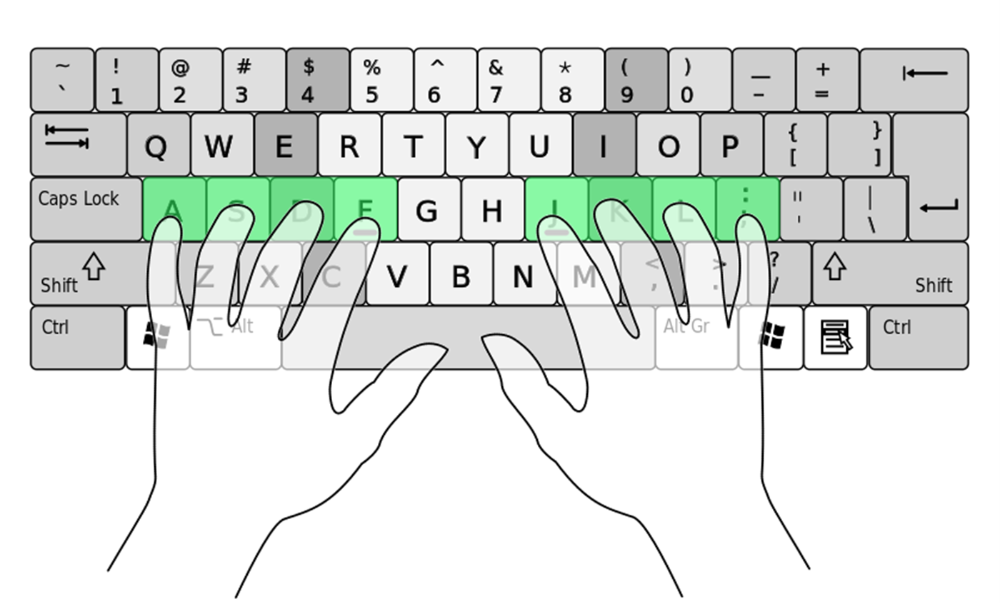 ~ ! @ # $ % ^ & * ( ) _ +
` 1 2 3 4 5 6 7 8 9 0 - =
Q W E R T Y U I O P { }
[ ]
Caps Lock A S D F G H J K L : " |
; ' \
Shift Z X C V B N M < > ? Shift
, . /
Ctrl Alt Alt Gr Ctrl